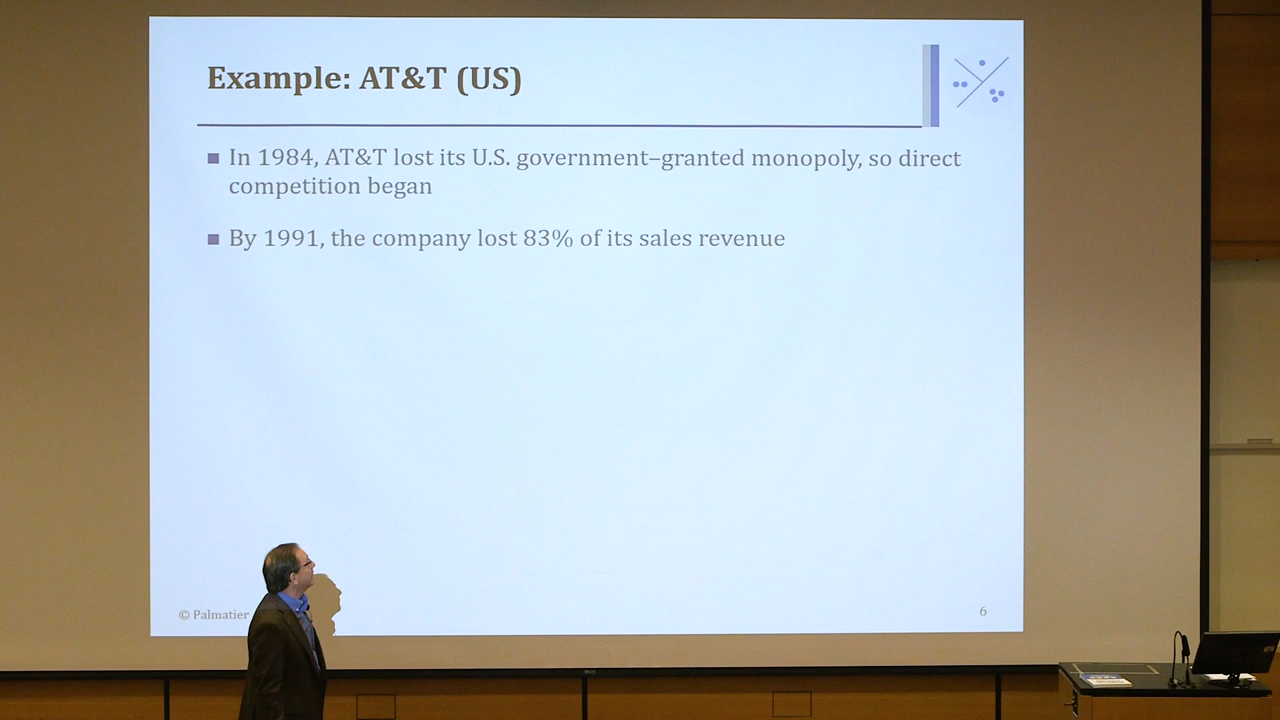 Example: AT&T (US)
In 1984, AT&T lost its U.S. government–granted monopoly, so direct
competition began
By 1991, the company lost 83% of its sales revenue
© Palmatier
6